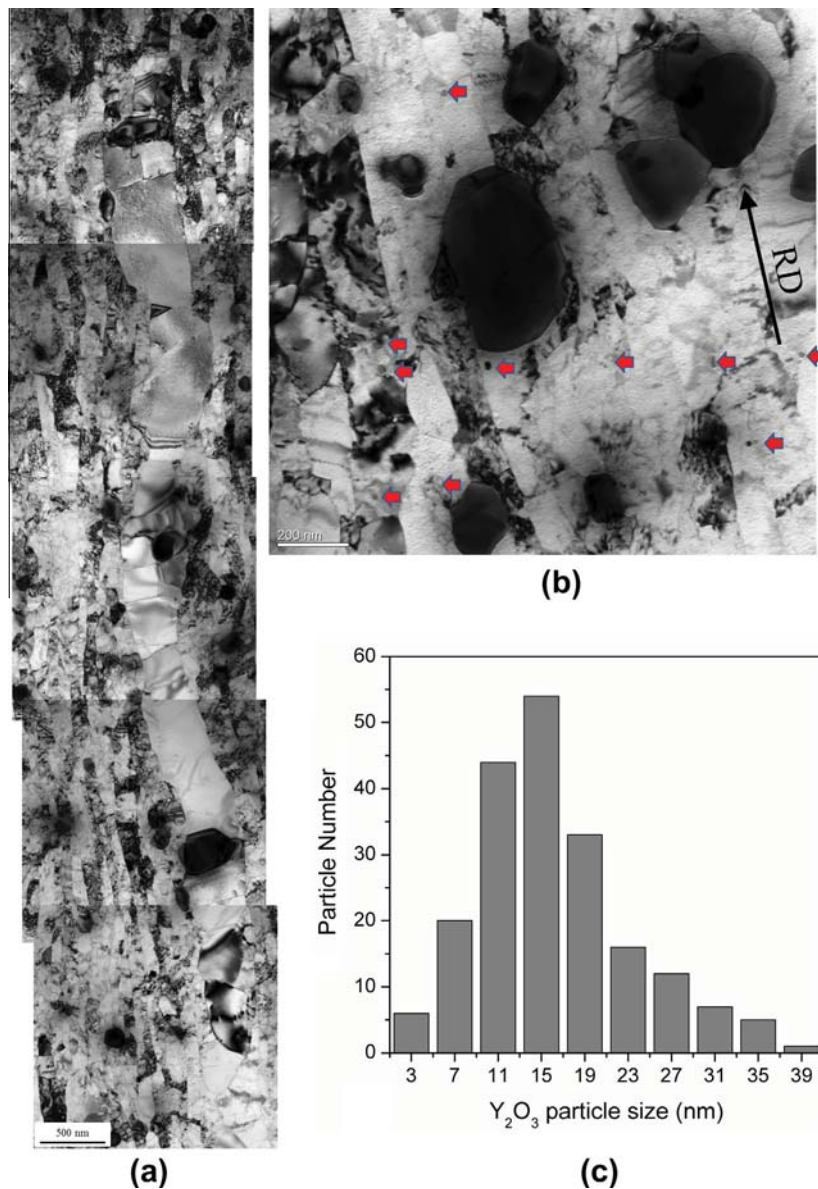 500 nm
(a)
RD
200 nm
(b)
60
50
40
30
20
10
0
Particle Number
3 7 11 15 19 23 27 31 35 39
Y₂O₃ particle size (nm)
(c)